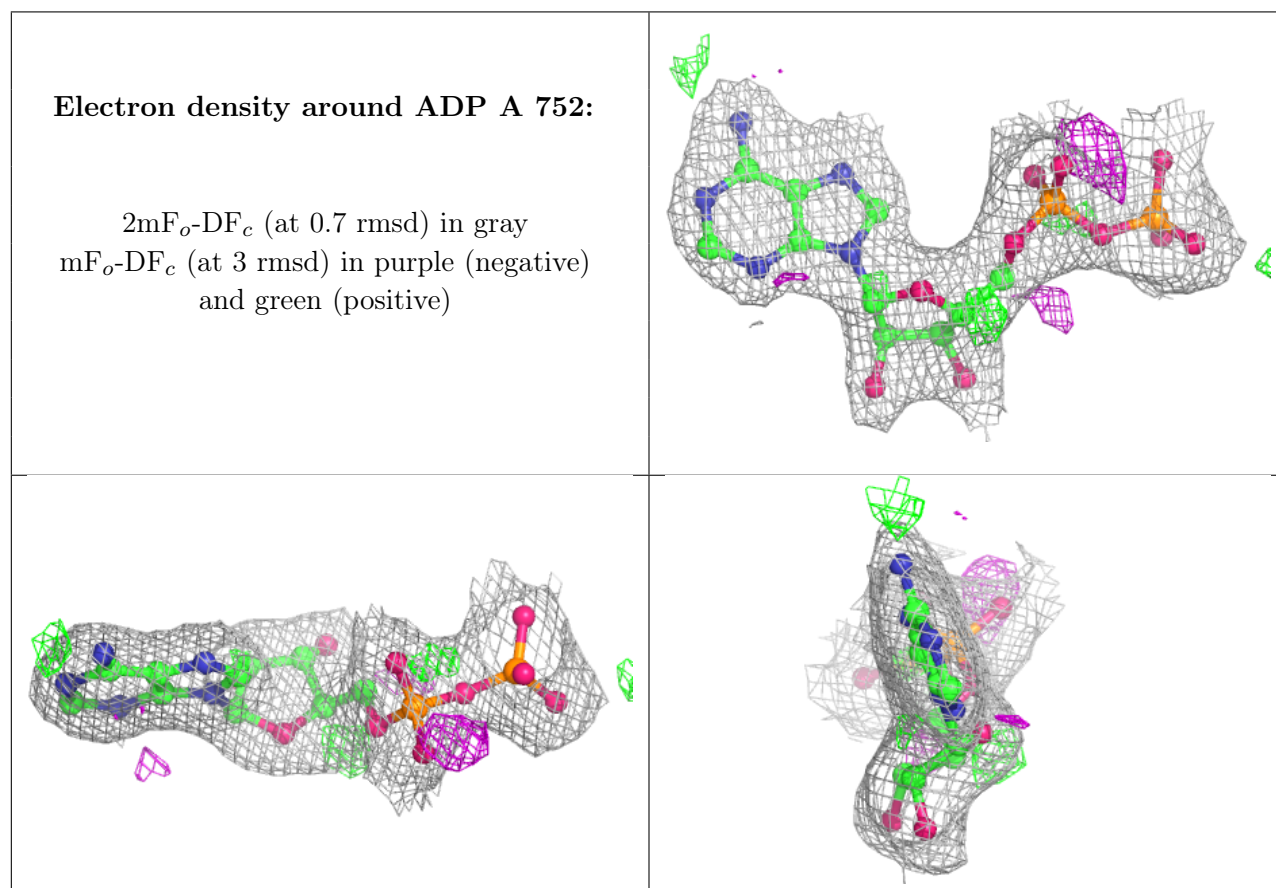 Electron density around ADP A 752:
2mFo-DFc (at 0.7 rmsd) in gray
mFo-DFc (at 3 rmsd) in purple (negative)
and green (positive)